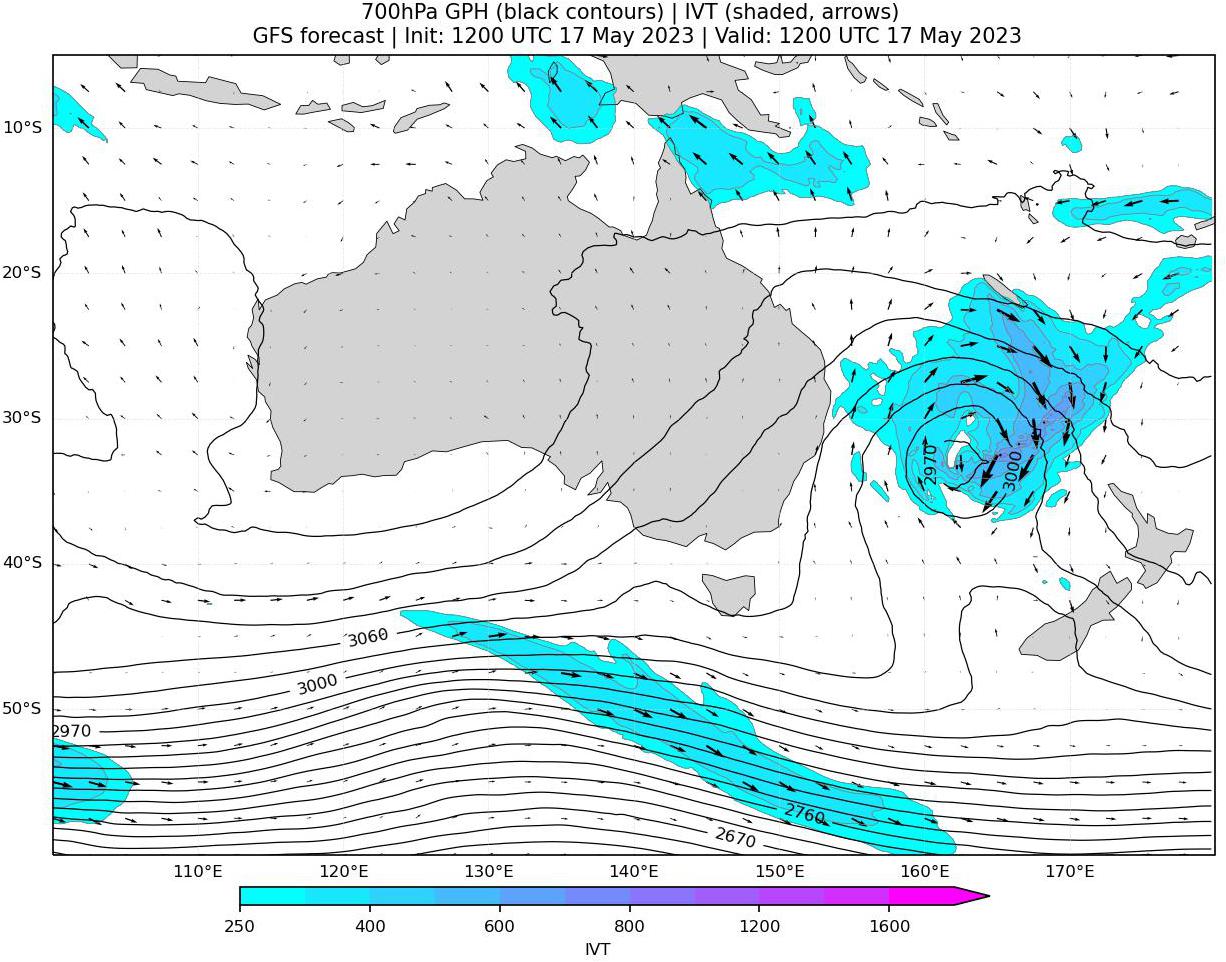 700hPa GPH (black contours) | IVT (shaded, arrows)
GFS forecast | Init: 1200 UTC 17 May 2023 | Valid: 1200 UTC 17 May 2023
10°S
20°S
30°S
2970
3000
40°S
3060
3000
50°S
2970
2760
2670
110°E 120°E 130°E 140°E 150°E 160°E 170°E
250 400 600 800 1200 1600
IVT